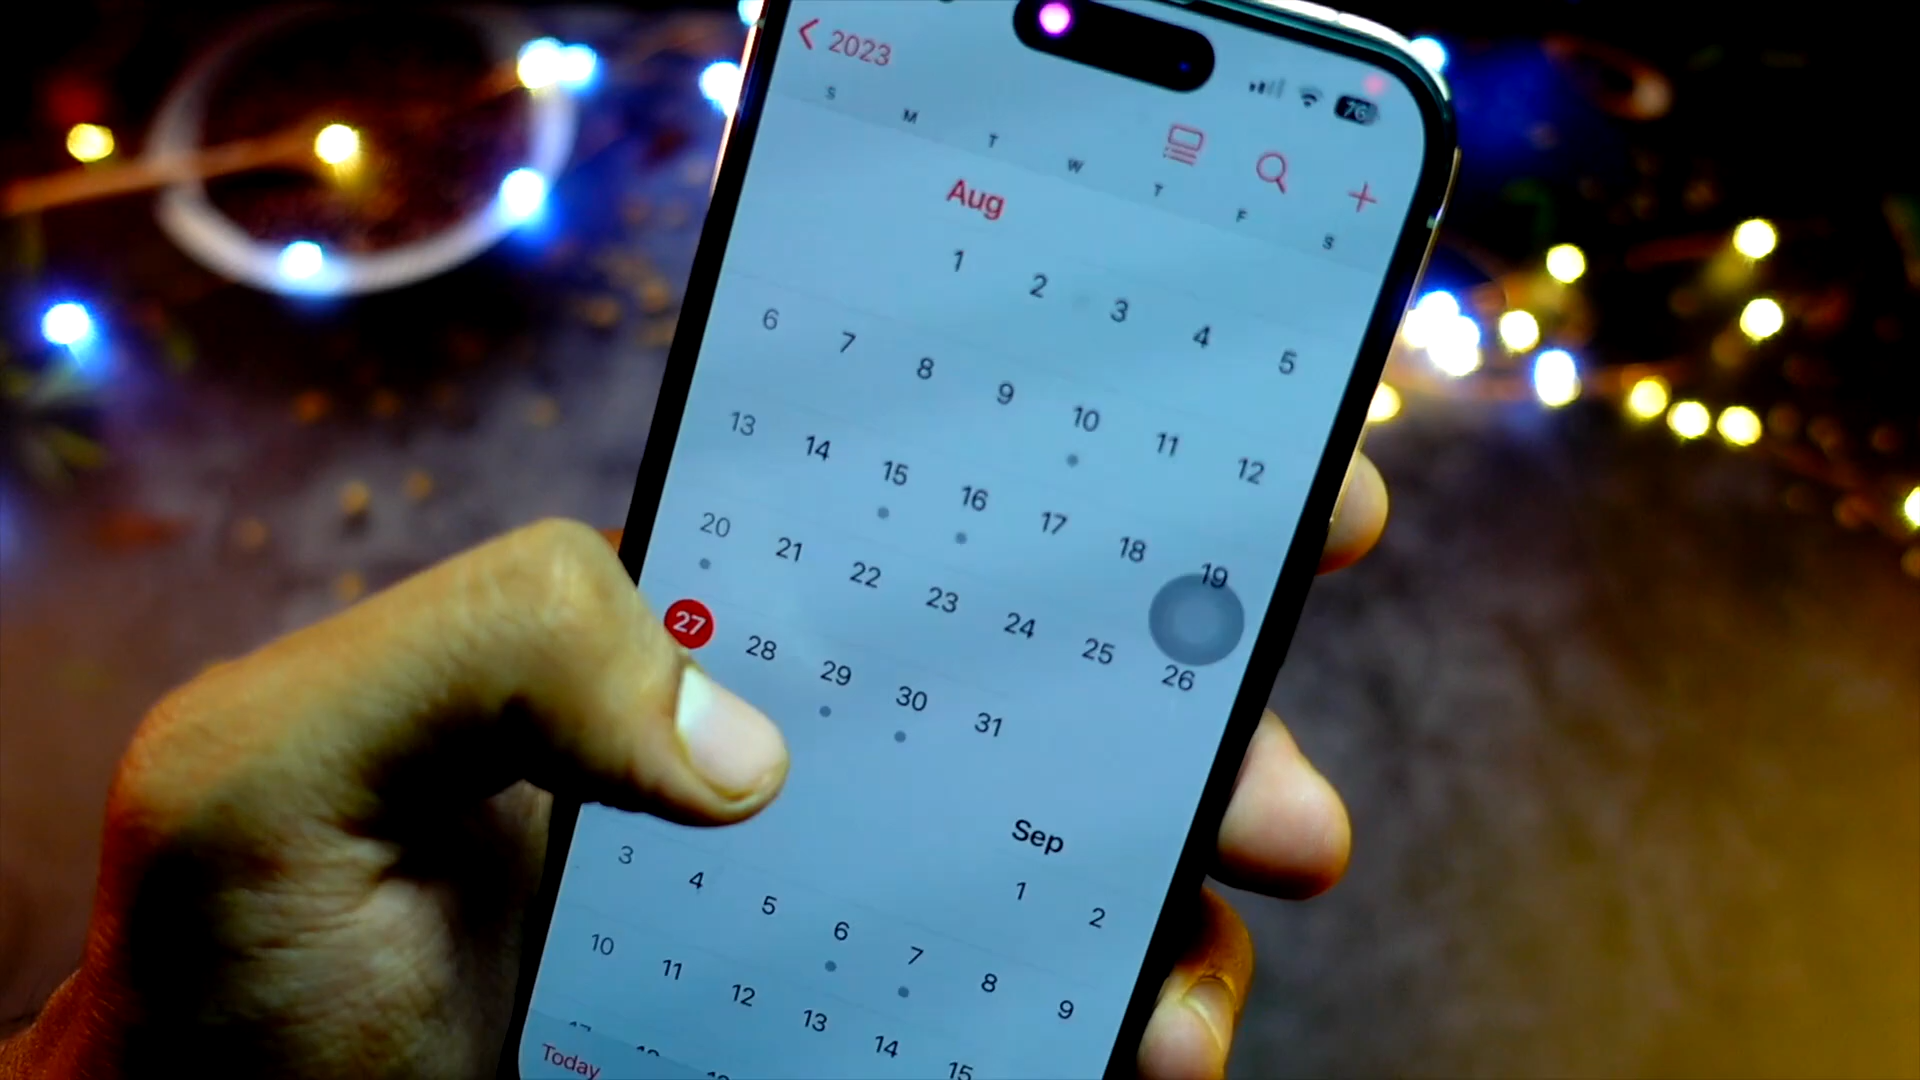 2023
76
S M T W T F S
Aug
1 2 3 4 5
6 7 8 9 10 11 12
13 14 15 16 17 18 19
20 21 22 23 24 25 26
27 28 29 30 31
Sep
1 2
3 4 5 6 7 8 9
10 11 12 13 14 15
Today